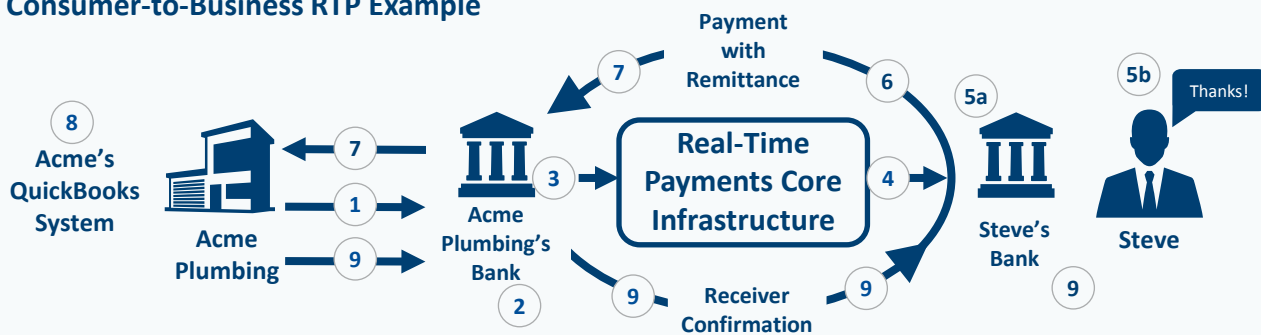 Consumer-to-Business RTP Example
Payment
with
Remittance
7
6
5a
5b
Thanks!
8
Acme's
QuickBooks
System
7
1
9
Acme
Plumbing
3
Acme
Plumbing's
Bank
2
Real-Time
Payments Core
Infrastructure
4
Steve's
Bank
9
Steve
9
Receiver
Confirmation
9